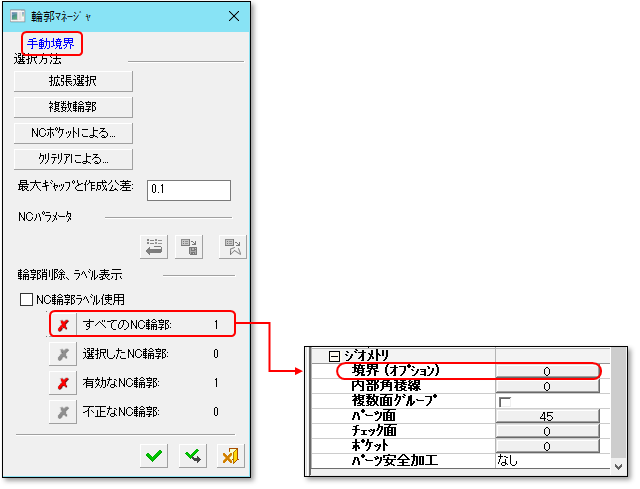 輪郭ﾏﾈｰｼﾞｬ
手動境界
選択方法
拡張選択
複数輪郭
NCﾎﾟｹｯﾄによる...
ｸﾘﾃﾘｱによる...
最大ｷﾞｬｯﾌﾟと作成公差: 0.1
NCﾊﾟﾗﾒｰﾀ
輪郭削除、ﾗﾍﾞﾙ表示
NC輪郭ﾗﾍﾞﾙ使用
すべてのNC輪郭: 1
選択したNC輪郭: 0
有効なNC輪郭: 1
不正なNC輪郭: 0
ｼﾞｵﾒﾄﾘ
境界 (ｵﾌﾟｼｮﾝ) 0
内部角稜線 0
複数面ｸﾞﾙｰﾌﾟ
ﾊﾟｰﾂ面 45
ﾁｪｯｸ面 0
ﾎﾟｹｯﾄ 0
ﾊﾟｰﾂ安全加工 なし